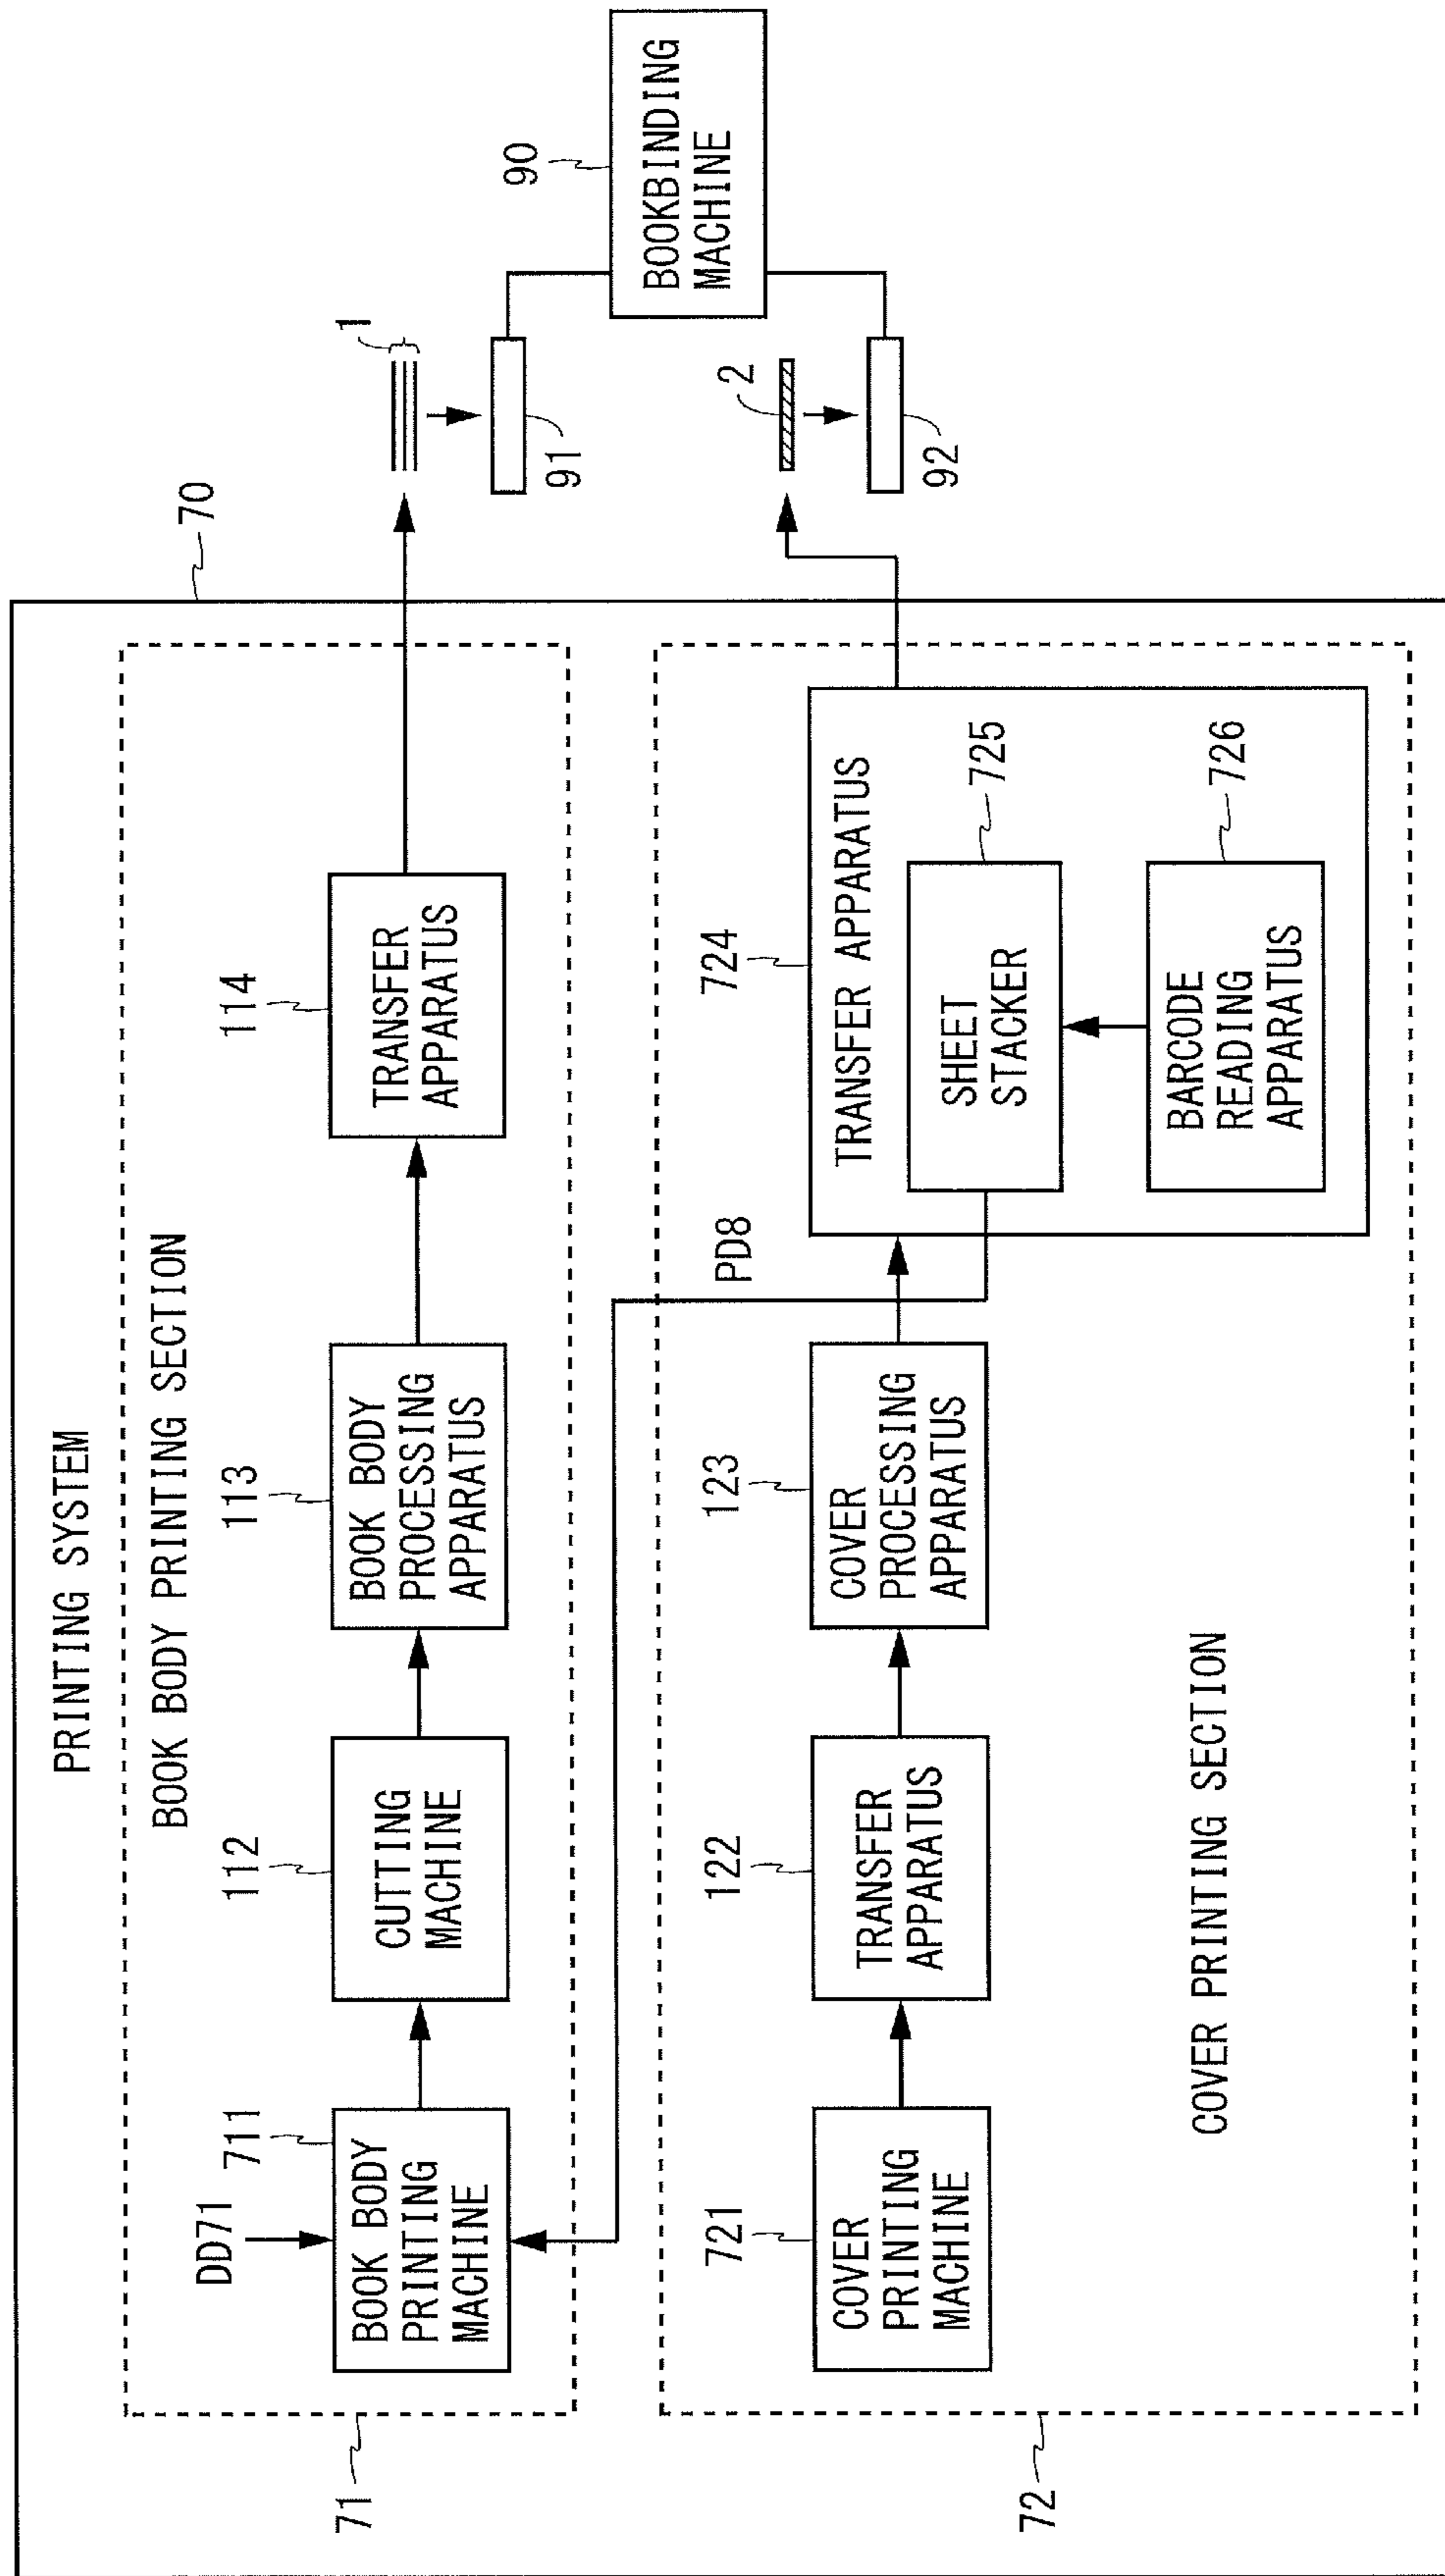 PRINTING SYSTEM
70
BOOK BODY PRINTING SECTION
71
DD71
711
BOOK BODY
PRINTING
MACHINE
112
CUTTING
MACHINE
113
BOOK BODY
PROCESSING
APPARATUS
114
TRANSFER
APPARATUS
1
91
90
BOOKBINDING
MACHINE
2
92
PD8
72
721
COVER
PRINTING
MACHINE
122
TRANSFER
APPARATUS
123
COVER
PROCESSING
APPARATUS
724
TRANSFER APPARATUS
725
SHEET
STACKER
726
BARCODE
READING
APPARATUS
COVER PRINTING SECTION